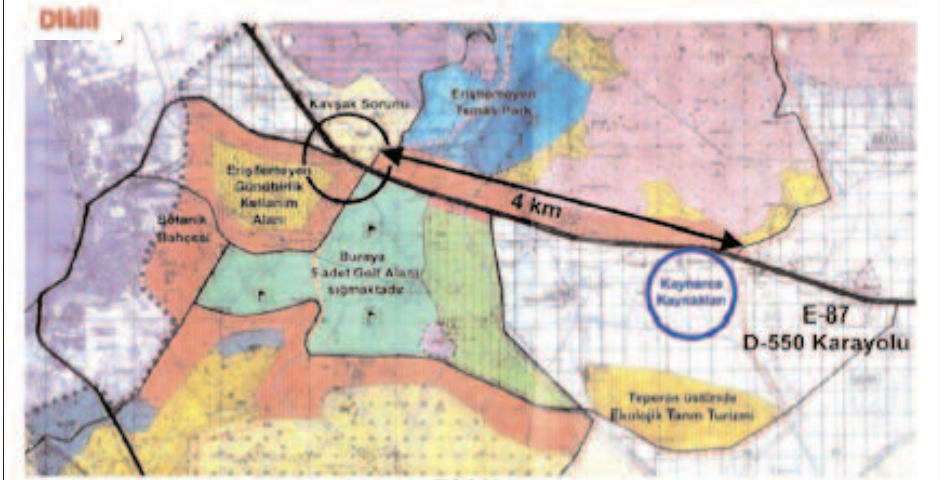 Dikili
Kavşak Sorunu
Erişilemeyen
Tematik Park
Erişilemeyen
Günübirlik
Kullanım
Alanı
4 km
Botanik
Bahçesi
Buraya
5 adet Golf Alanı
sığmaktadır
Kaynarca
Kaynakları
E-87
D-550 Karayolu
Tepenin üstünde
Ekolojik Tarım Turizmi